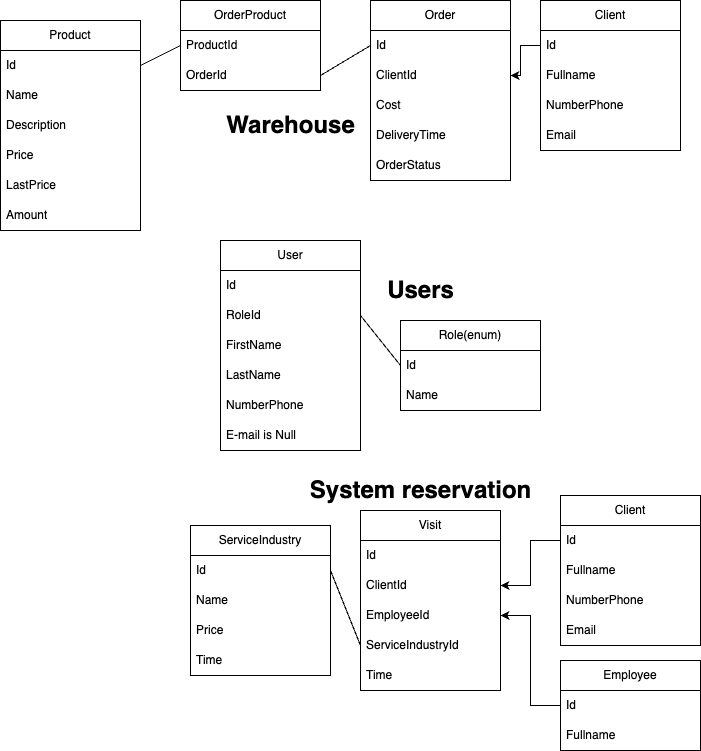 Product
Id
Name
Description
Price
LastPrice
Amount
OrderProduct
ProductId
OrderId
Order
Id
ClientId
Cost
DeliveryTime
OrderStatus
Client
Id
Fullname
NumberPhone
Email
Warehouse
User
Id
RoleId
FirstName
LastName
NumberPhone
E-mail is Null
Users
Role(enum)
Id
Name
System reservation
ServiceIndustry
Id
Name
Price
Time
Visit
Id
ClientId
EmployeeId
ServiceIndustryId
Time
Client
Id
Fullname
NumberPhone
Email
Employee
Id
Fullname